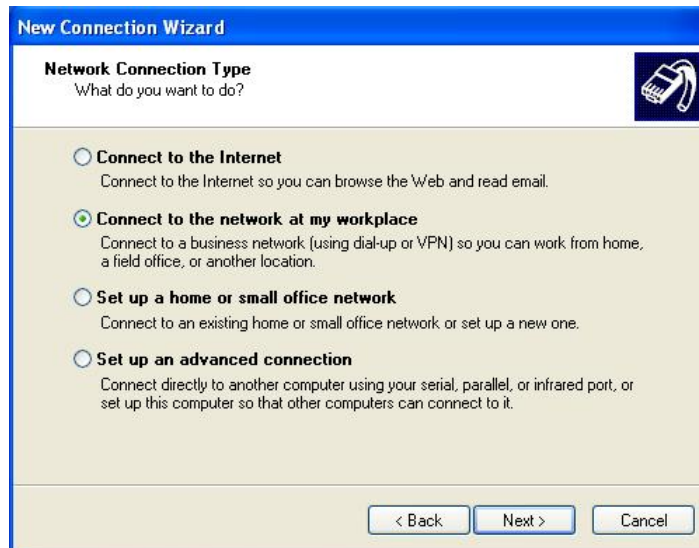 New Connection Wizard
Network Connection Type
What do you want to do?
Connect to the Internet
Connect to the Internet so you can browse the Web and read email.
Connect to the network at my workplace
Connect to a business network (using dial-up or VPN) so you can work from home,
a field office, or another location.
Set up a home or small office network
Connect to an existing home or small office network or set up a new one.
Set up an advanced connection
Connect directly to another computer using your serial, parallel, or infrared port, or
set up this computer so that other computers can connect to it.
< Back Next > Cancel